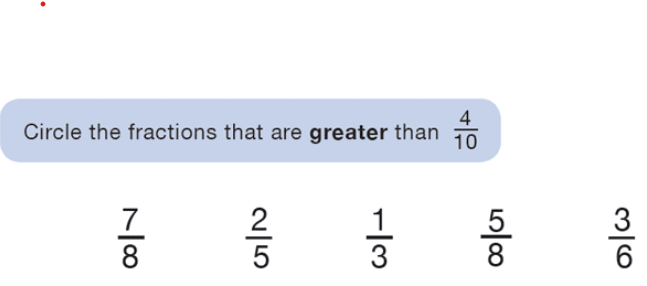 Circle the fractions that are greater than 4/10
7/8 2/5 1/3 5/8 3/6